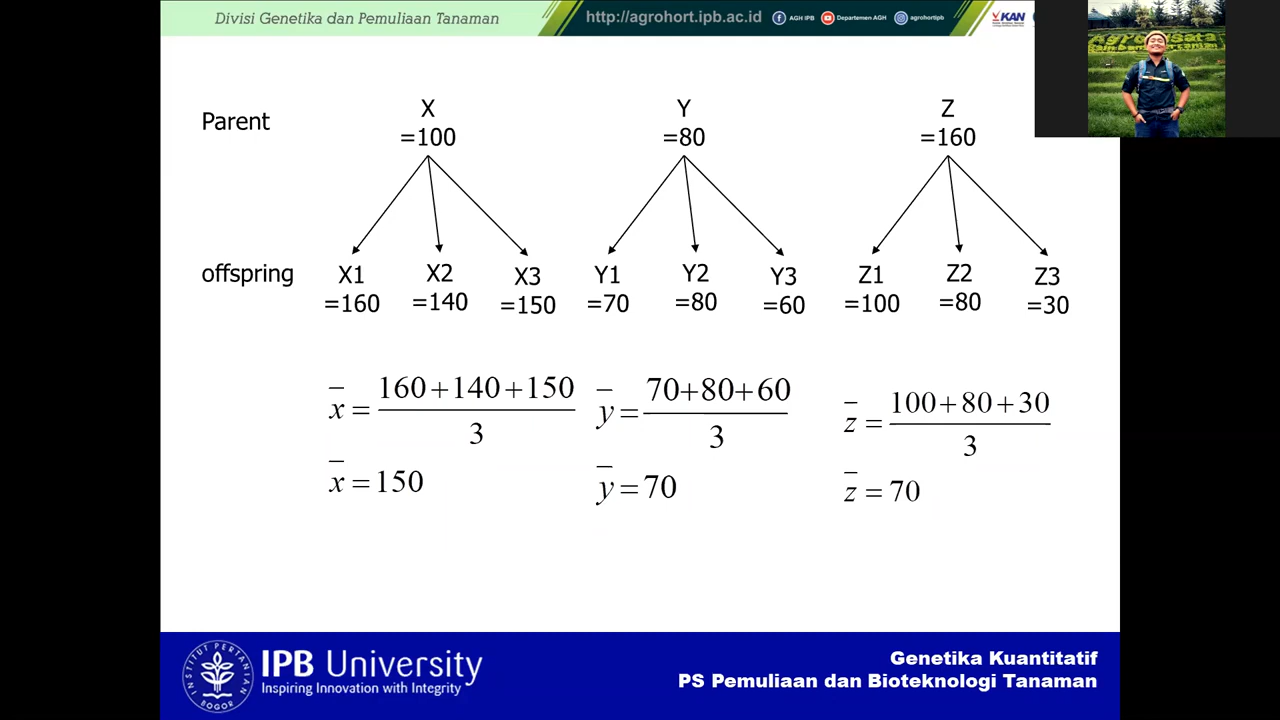 Divisi Genetika dan Pemuliaan Tanaman
http://agrohort.ipb.ac.id
AGH IPB
Departemen AGH
agrohortipb
KAN
Parent
X
=100
Y
=80
Z
=160
offspring
X1
=160
X2
=140
X3
=150
Y1
=70
Y2
=80
Y3
=60
Z1
=100
Z2
=80
Z3
=30
x̅ = 160+140+150 / 3
y̅ = 70+80+60 / 3
z̅ = 100+80+30 / 3
x̅ = 150
y̅ = 70
z̅ = 70
INSTITUT PERTANIAN BOGOR
IPB University
Inspiring Innovation with Integrity
Genetika Kuantitatif
PS Pemuliaan dan Bioteknologi Tanaman